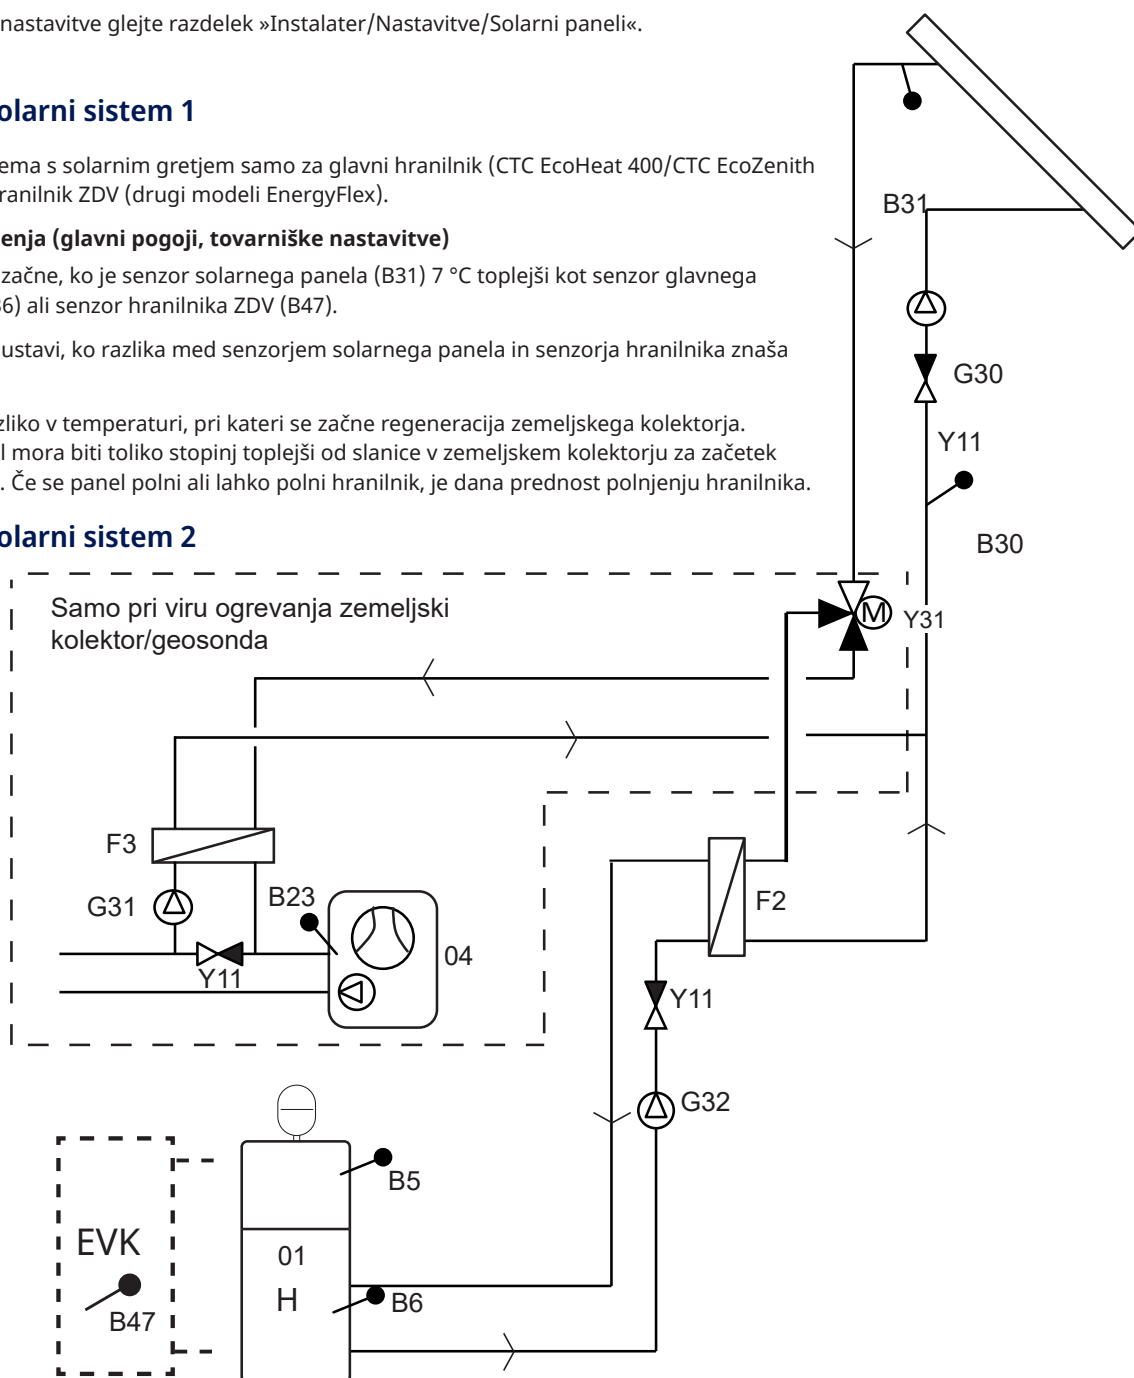 nastavitve glejte razdelek »Instalater/Nastavitve/Solarni paneli«.
olarni sistem 1
ema s solarnim gretjem samo za glavni hranilnik (CTC EcoHeat 400/CTC EcoZenith
ranilnik ZDV (drugi modeli EnergyFlex).
enja (glavni pogoji, tovarniške nastavitve)
začne, ko je senzor solarnega panela (B31) 7 °C toplejši kot senzor glavnega
36) ali senzor hranilnika ZDV (B47).
ustavi, ko razlika med senzorjem solarnega panela in senzorja hranilnika znaša
zliko v temperaturi, pri kateri se začne regeneracija zemeljskega kolektorja.
l mora biti toliko stopinj toplejši od slanice v zemeljskem kolektorju za začetek
. Če se panel polni ali lahko polni hranilnik, je dana prednost polnjenju hranilnika.
olarni sistem 2
B31
G30
Y11
B30
Samo pri viru ogrevanja zemeljski
kolektor/geosonda
M
Y31
F3
G31
B23
Y11
04
F2
Y11
G32
B5
EVK
B47
01
H
B6